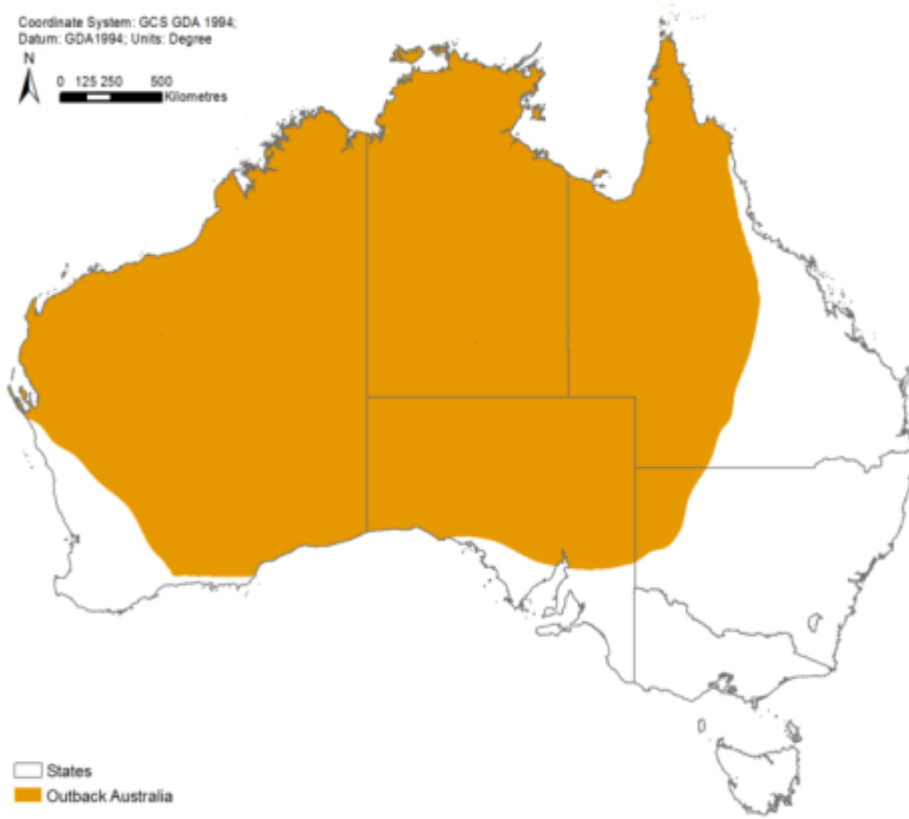 Coordinate System: GCS GDA 1994;
Datum: GDA1994; Units: Degree
N
0 125 250 500
Kilometres
States
Outback Australia